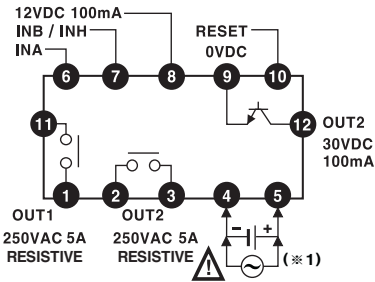 12VDC 100mA
INB / INH
INA
RESET
0VDC
6 7 8 9 10
11
12
OUT2
30VDC
100mA
1 2 3 4 5
OUT1
250VAC 5A
RESISTIVE
OUT2
250VAC 5A
RESISTIVE
- +
!
(※1)